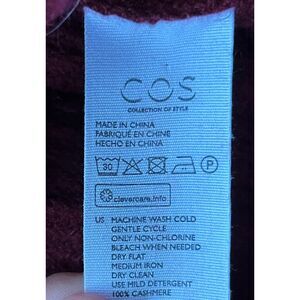 COS
COLLECTION OF STYLE
MADE IN CHINA
FABRIQUÉ EN CHINE
HECHO EN CHINA
30 P
clevercare.info
US MACHINE WASH COLD
GENTLE CYCLE
ONLY NON-CHLORINE
BLEACH WHEN NEEDED
DRY FLAT
MEDIUM IRON
DRY CLEAN
USE MILD DETERGENT
100% CASHMERE